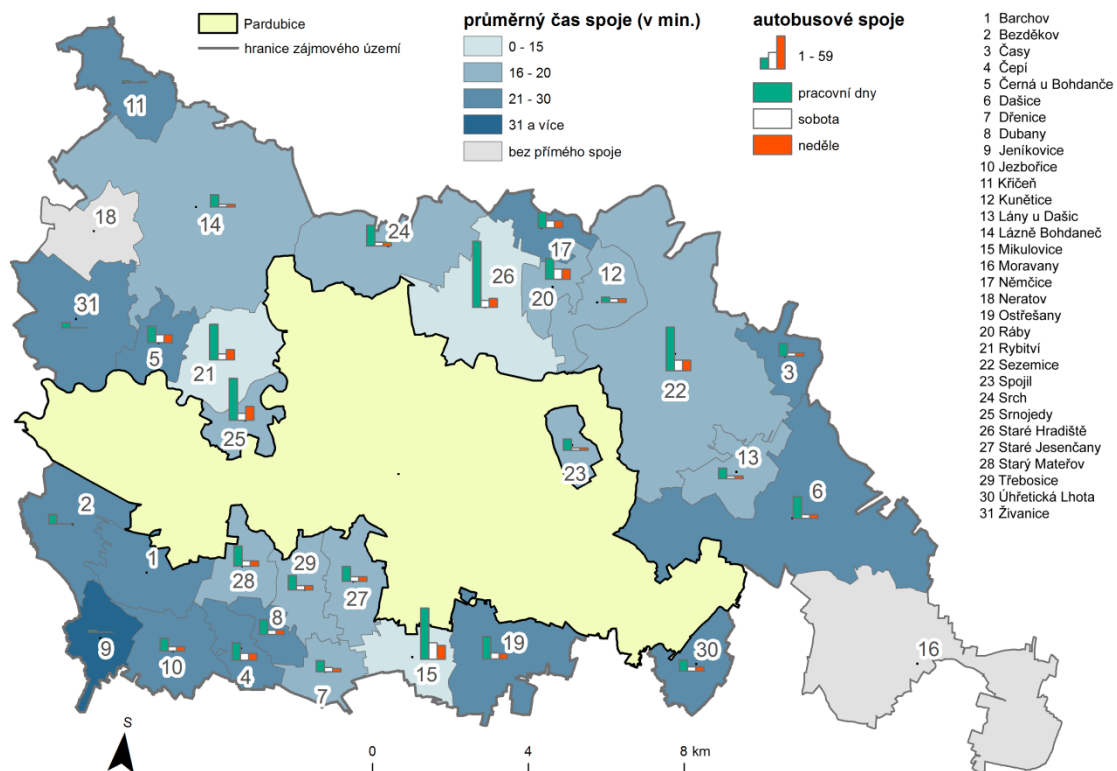 Pardubice
hranice zájmového území
průměrný čas spoje (v min.)
0 - 15
16 - 20
21 - 30
31 a více
bez přímého spoje
autobusové spoje
1 - 59
pracovní dny
sobota
neděle
1 Barchov
2 Bezděkov
3 Časy
4 Čepí
5 Černá u Bohdanče
6 Dašice
7 Dřenice
8 Dubany
9 Jeníkovice
10 Jezbořice
11 Křičeň
12 Kunětice
13 Lány u Dašic
14 Lázně Bohdaneč
15 Mikulovice
16 Moravany
17 Němčice
18 Neratov
19 Ostřešany
20 Ráby
21 Rybitví
22 Sezemice
23 Spojil
24 Srch
25 Srnojedy
26 Staré Hradiště
27 Staré Jesenčany
28 Starý Mateřov
29 Třebosice
30 Úhřetická Lhota
31 Živanice
11
18
14
24
17
26
12
20
31
5
21
22
3
25
23
13
6
2
1
28
29
27
8
9
10
4
7
15
19
30
16
S
0
4
8 km